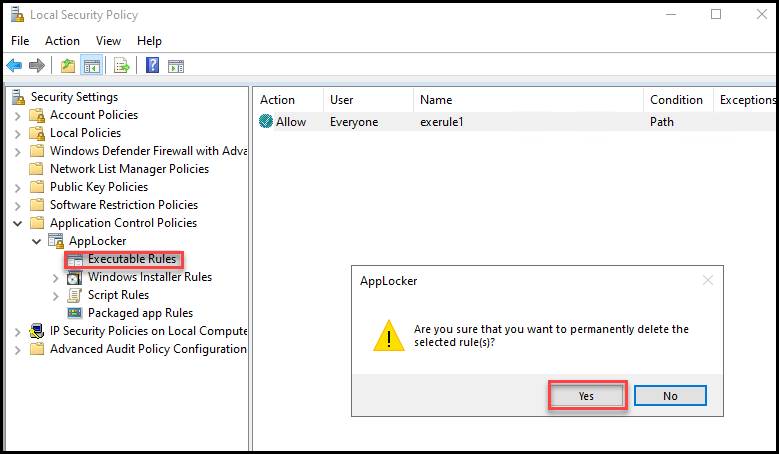 Local Security Policy
File Action View Help
Security Settings
Account Policies
Local Policies
Windows Defender Firewall with Adva
Network List Manager Policies
Public Key Policies
Software Restriction Policies
Application Control Policies
AppLocker
Executable Rules
Windows Installer Rules
Script Rules
Packaged app Rules
IP Security Policies on Local Compute
Advanced Audit Policy Configuration
Action User Name Condition Exceptions
Allow Everyone exerule1 Path
AppLocker
Are you sure that you want to permanently delete the
selected rule(s)?
Yes No